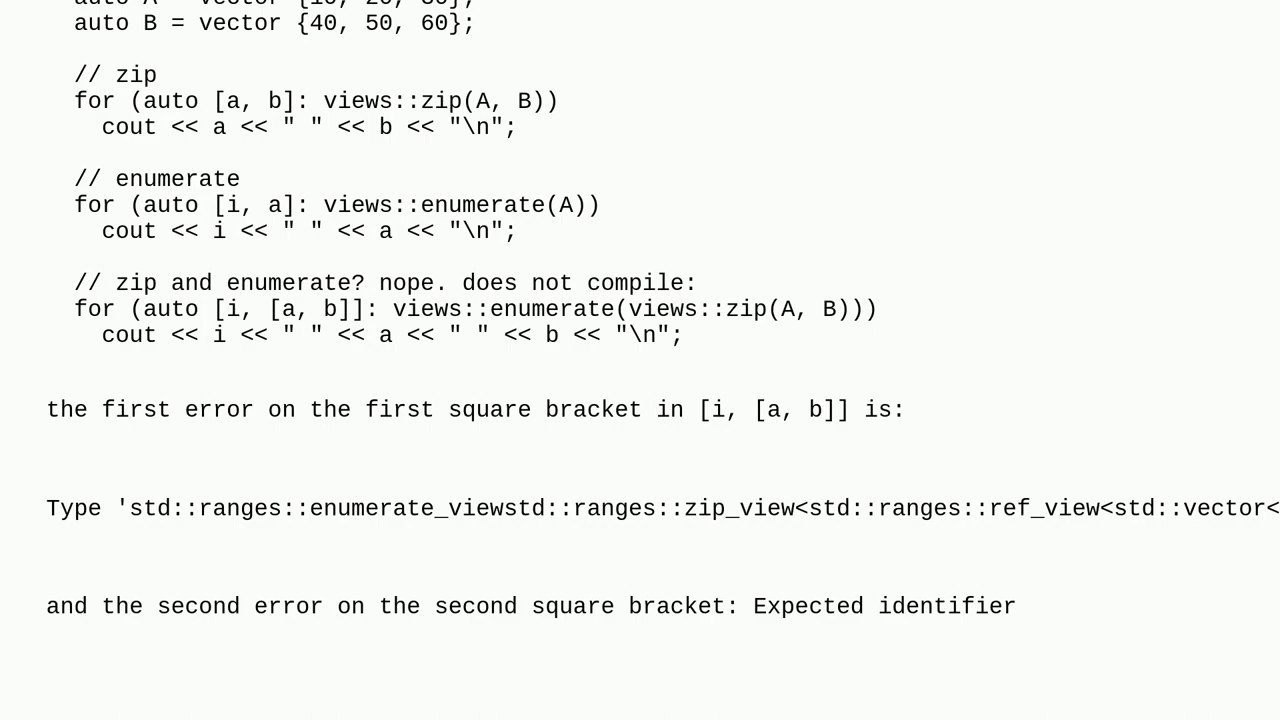 auto B = vector {40, 50, 60};
// zip
for (auto [a, b]: views::zip(A, B))
cout << a << " " << b << "\n";
// enumerate
for (auto [i, a]: views::enumerate(A))
cout << i << " " << a << "\n";
// zip and enumerate? nope. does not compile:
for (auto [i, [a, b]]: views::enumerate(views::zip(A, B)))
cout << i << " " << a << " " << b << "\n";
the first error on the first square bracket in [i, [a, b]] is:
Type 'std::ranges::enumerate_viewstd::ranges::zip_view<std::ranges::ref_view<std::vector<
and the second error on the second square bracket: Expected identifier